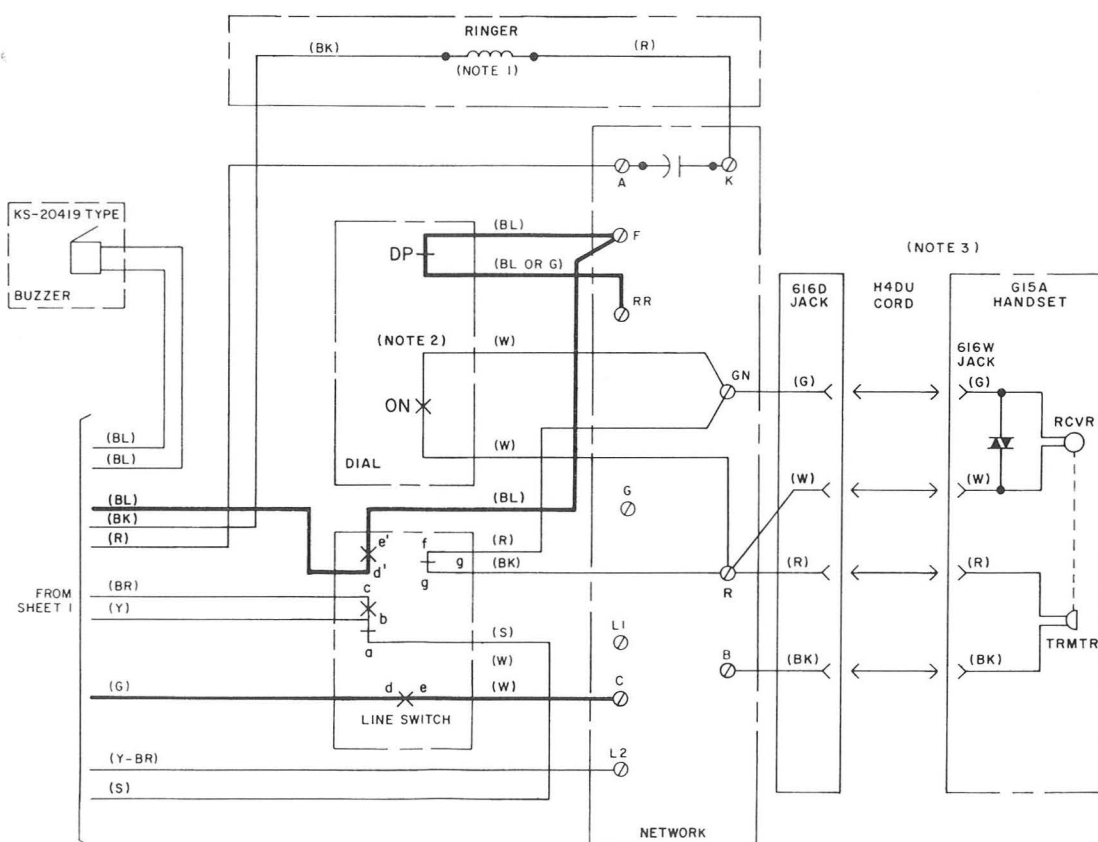 RINGER
(BK)
(R)
(NOTE 1)
A
K
KS-20419 TYPE
BUZZER
(BL)
F
DP
(BL OR G)
RR
(NOTE 3)
616D JACK
H4DU CORD
G15A HANDSET
(NOTE 2)
(W)
616W JACK
GN
(G)
(G)
RCVR
ON
(W)
(BL)
(BL)
DIAL
(W)
(W)
(BL)
(BL)
G
(BK)
(R)
e'
f
(R)
g
(BK)
d'
g
R
(R)
(R)
FROM SHEET 1
(BR)
c
(Y)
b
a
(S)
L1
TRMTR
(W)
B
(BK)
(BK)
(G)
d
e
(W)
C
LINE SWITCH
L2
(Y-BR)
(S)
NETWORK